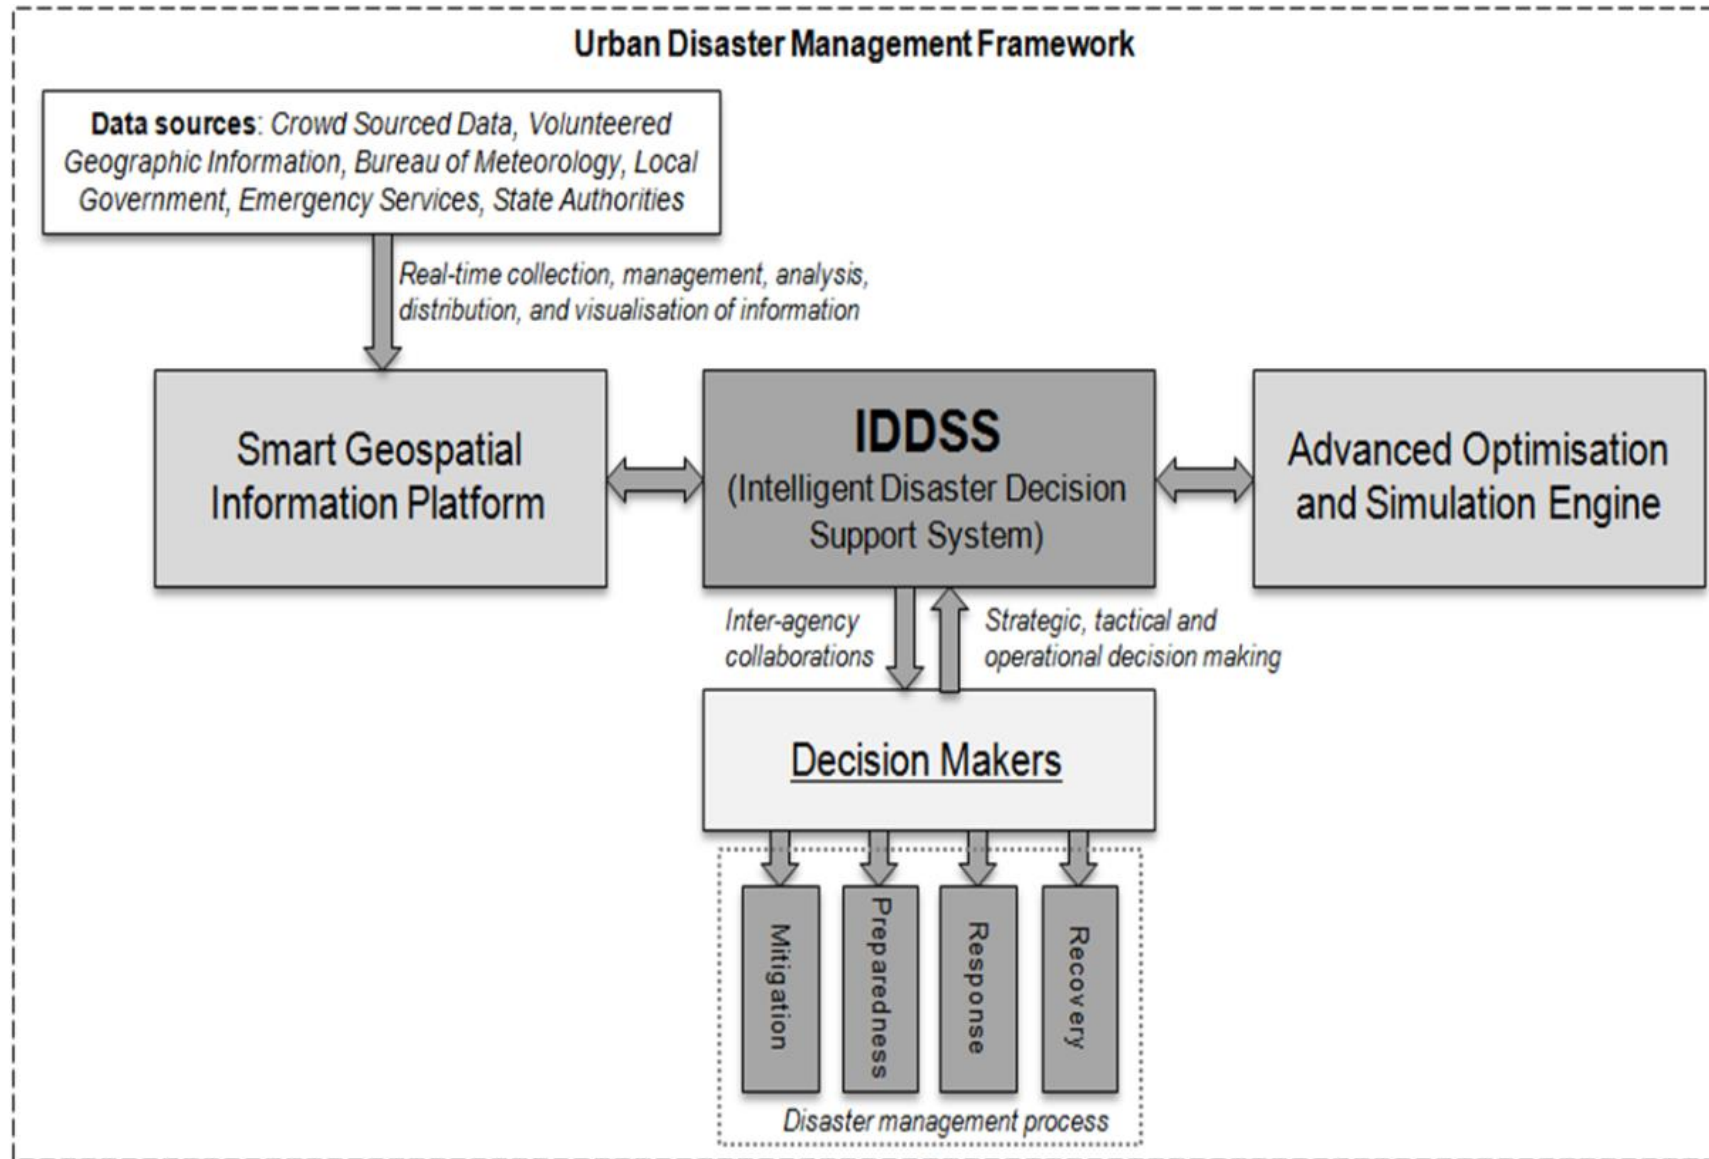 Urban Disaster Management Framework
Data sources: Crowd Sourced Data, Volunteered
Geographic Information, Bureau of Meteorology, Local
Government, Emergency Services, State Authorities
Real-time collection, management, analysis,
distribution, and visualisation of information
Smart Geospatial
Information Platform
IDDSS
(Intelligent Disaster Decision
Support System)
Advanced Optimisation
and Simulation Engine
Inter-agency
collaborations
Strategic, tactical and
operational decision making
Decision Makers
Mitigation
Preparedness
Response
Recovery
Disaster management process